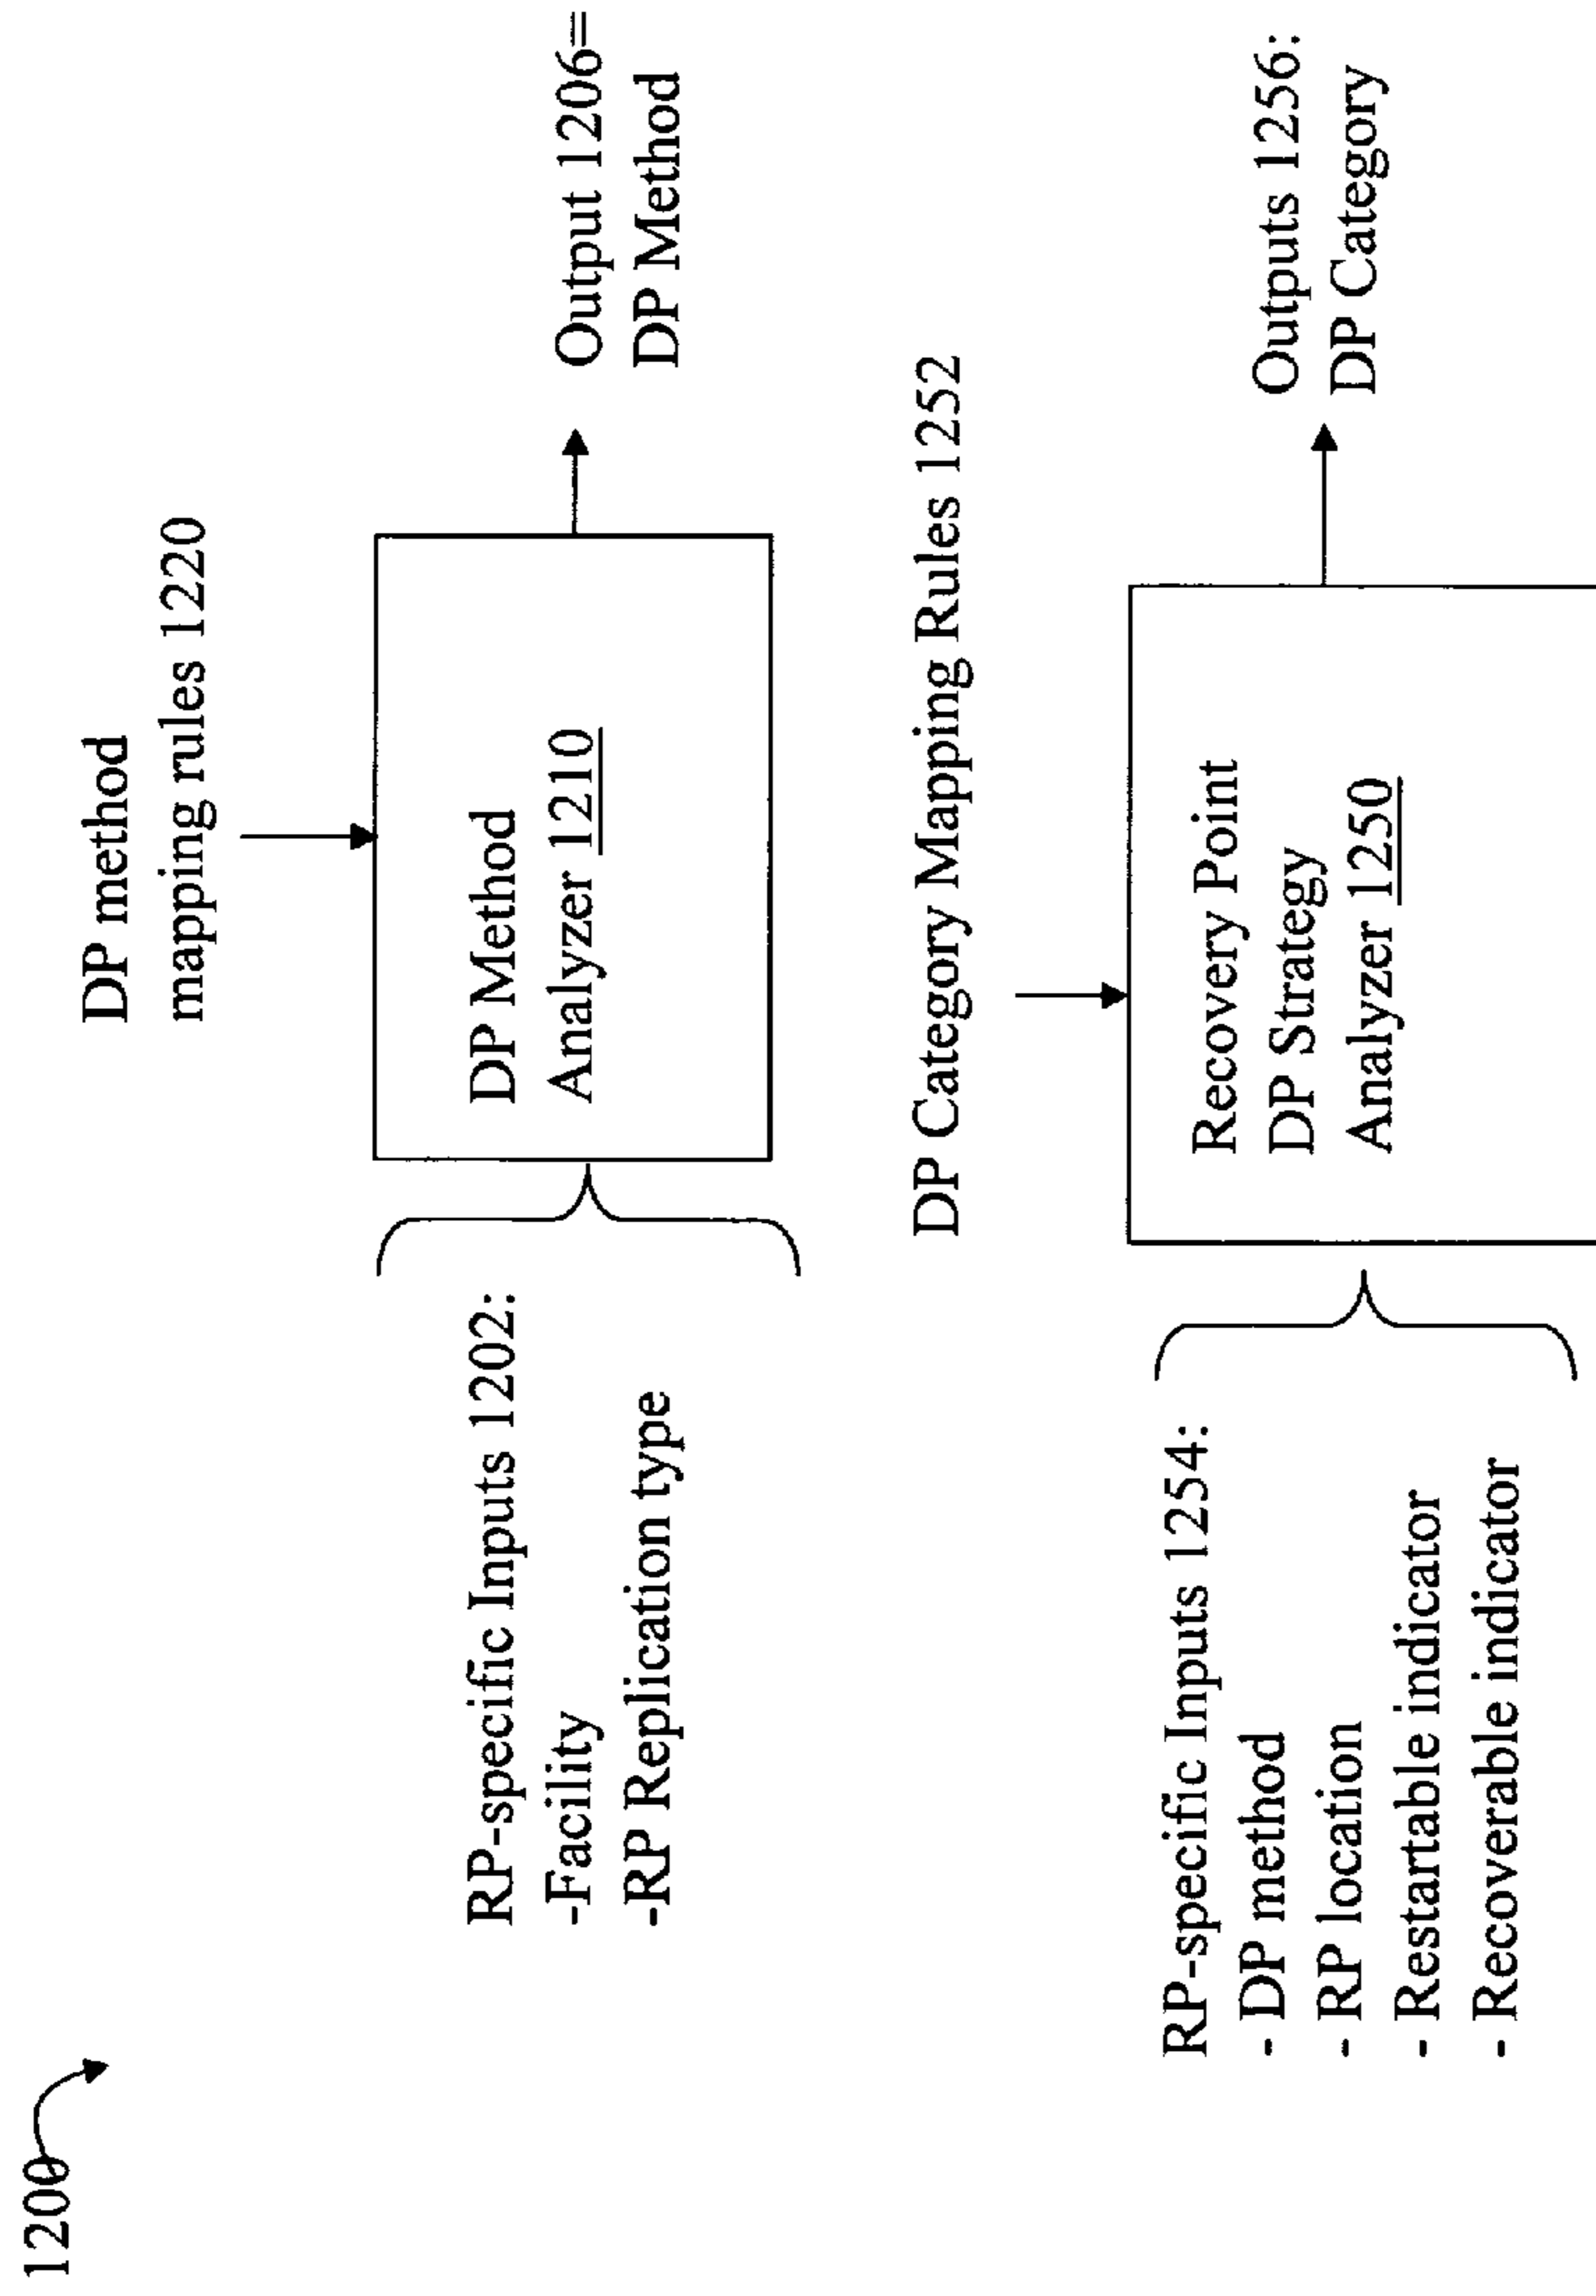 1200
DP method
mapping rules 1220
RP-specific Inputs 1202:
-Facility
-RP Replication type
DP Method
Analyzer 1210
Output 1206=
DP Method
DP Category Mapping Rules 1252
RP-specific Inputs 1254:
- DP method
- RP location
- Restartable indicator
- Recoverable indicator
Recovery Point
DP Strategy
Analyzer 1250
Outputs 1256:
DP Category